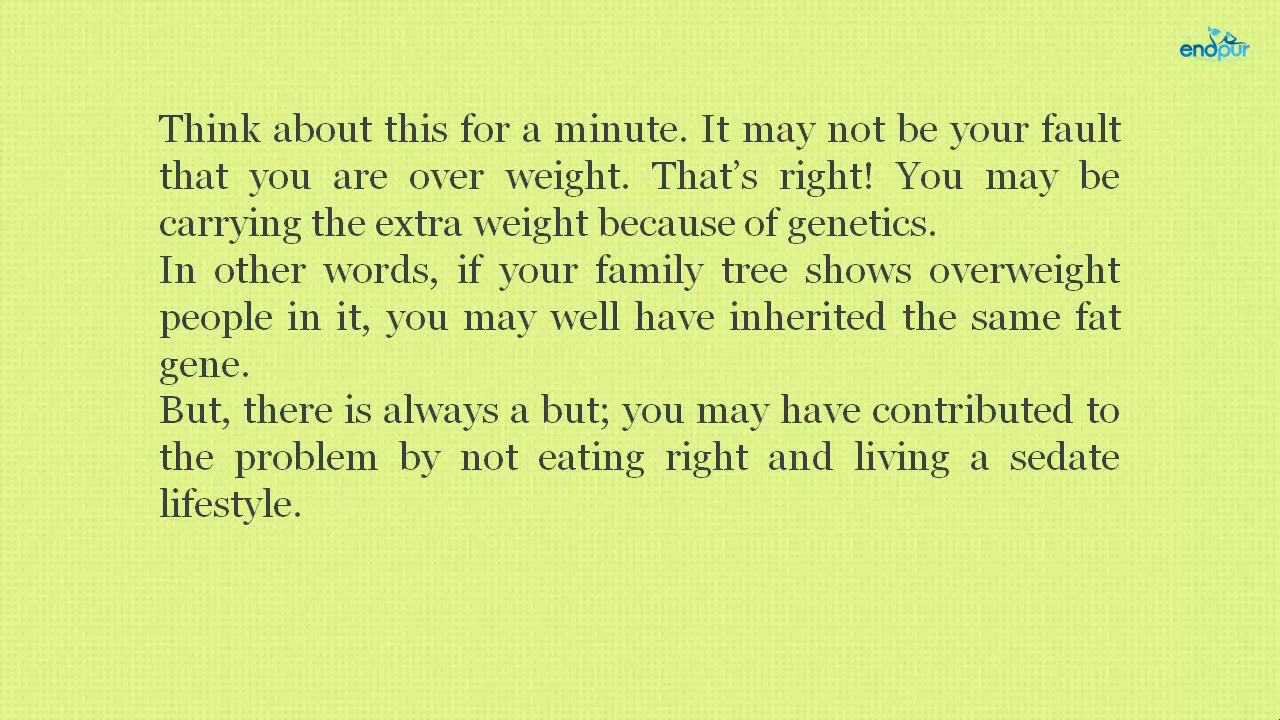 endpur
Think about this for a minute. It may not be your fault
that you are over weight. That’s right! You may be
carrying the extra weight because of genetics.
In other words, if your family tree shows overweight
people in it, you may well have inherited the same fat
gene.
But, there is always a but; you may have contributed to
the problem by not eating right and living a sedate
lifestyle.